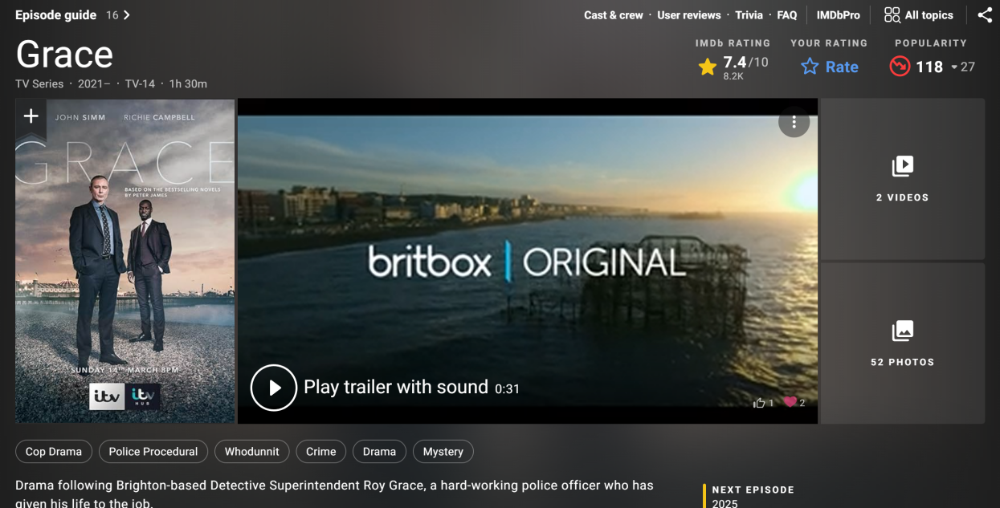 Episode guide 16
Cast & crew · User reviews · Trivia · FAQ IMDbPro All topics
Grace
TV Series · 2021– · TV-14 · 1h 30m
IMDb RATING
7.4/10
8.2K
YOUR RATING
Rate
POPULARITY
118 27
JOHN SIMM RICHIE CAMPBELL
GRACE
BASED ON THE BESTSELLING NOVELS
BY PETER JAMES
SUNDAY 14TH MARCH 8PM
itv itv
HUB
britbox | ORIGINAL
Play trailer with sound 0:31
1 2
2 VIDEOS
52 PHOTOS
Cop Drama Police Procedural Whodunnit Crime Drama Mystery
Drama following Brighton-based Detective Superintendent Roy Grace, a hard-working police officer who has
given his life to the job.
NEXT EPISODE
2025